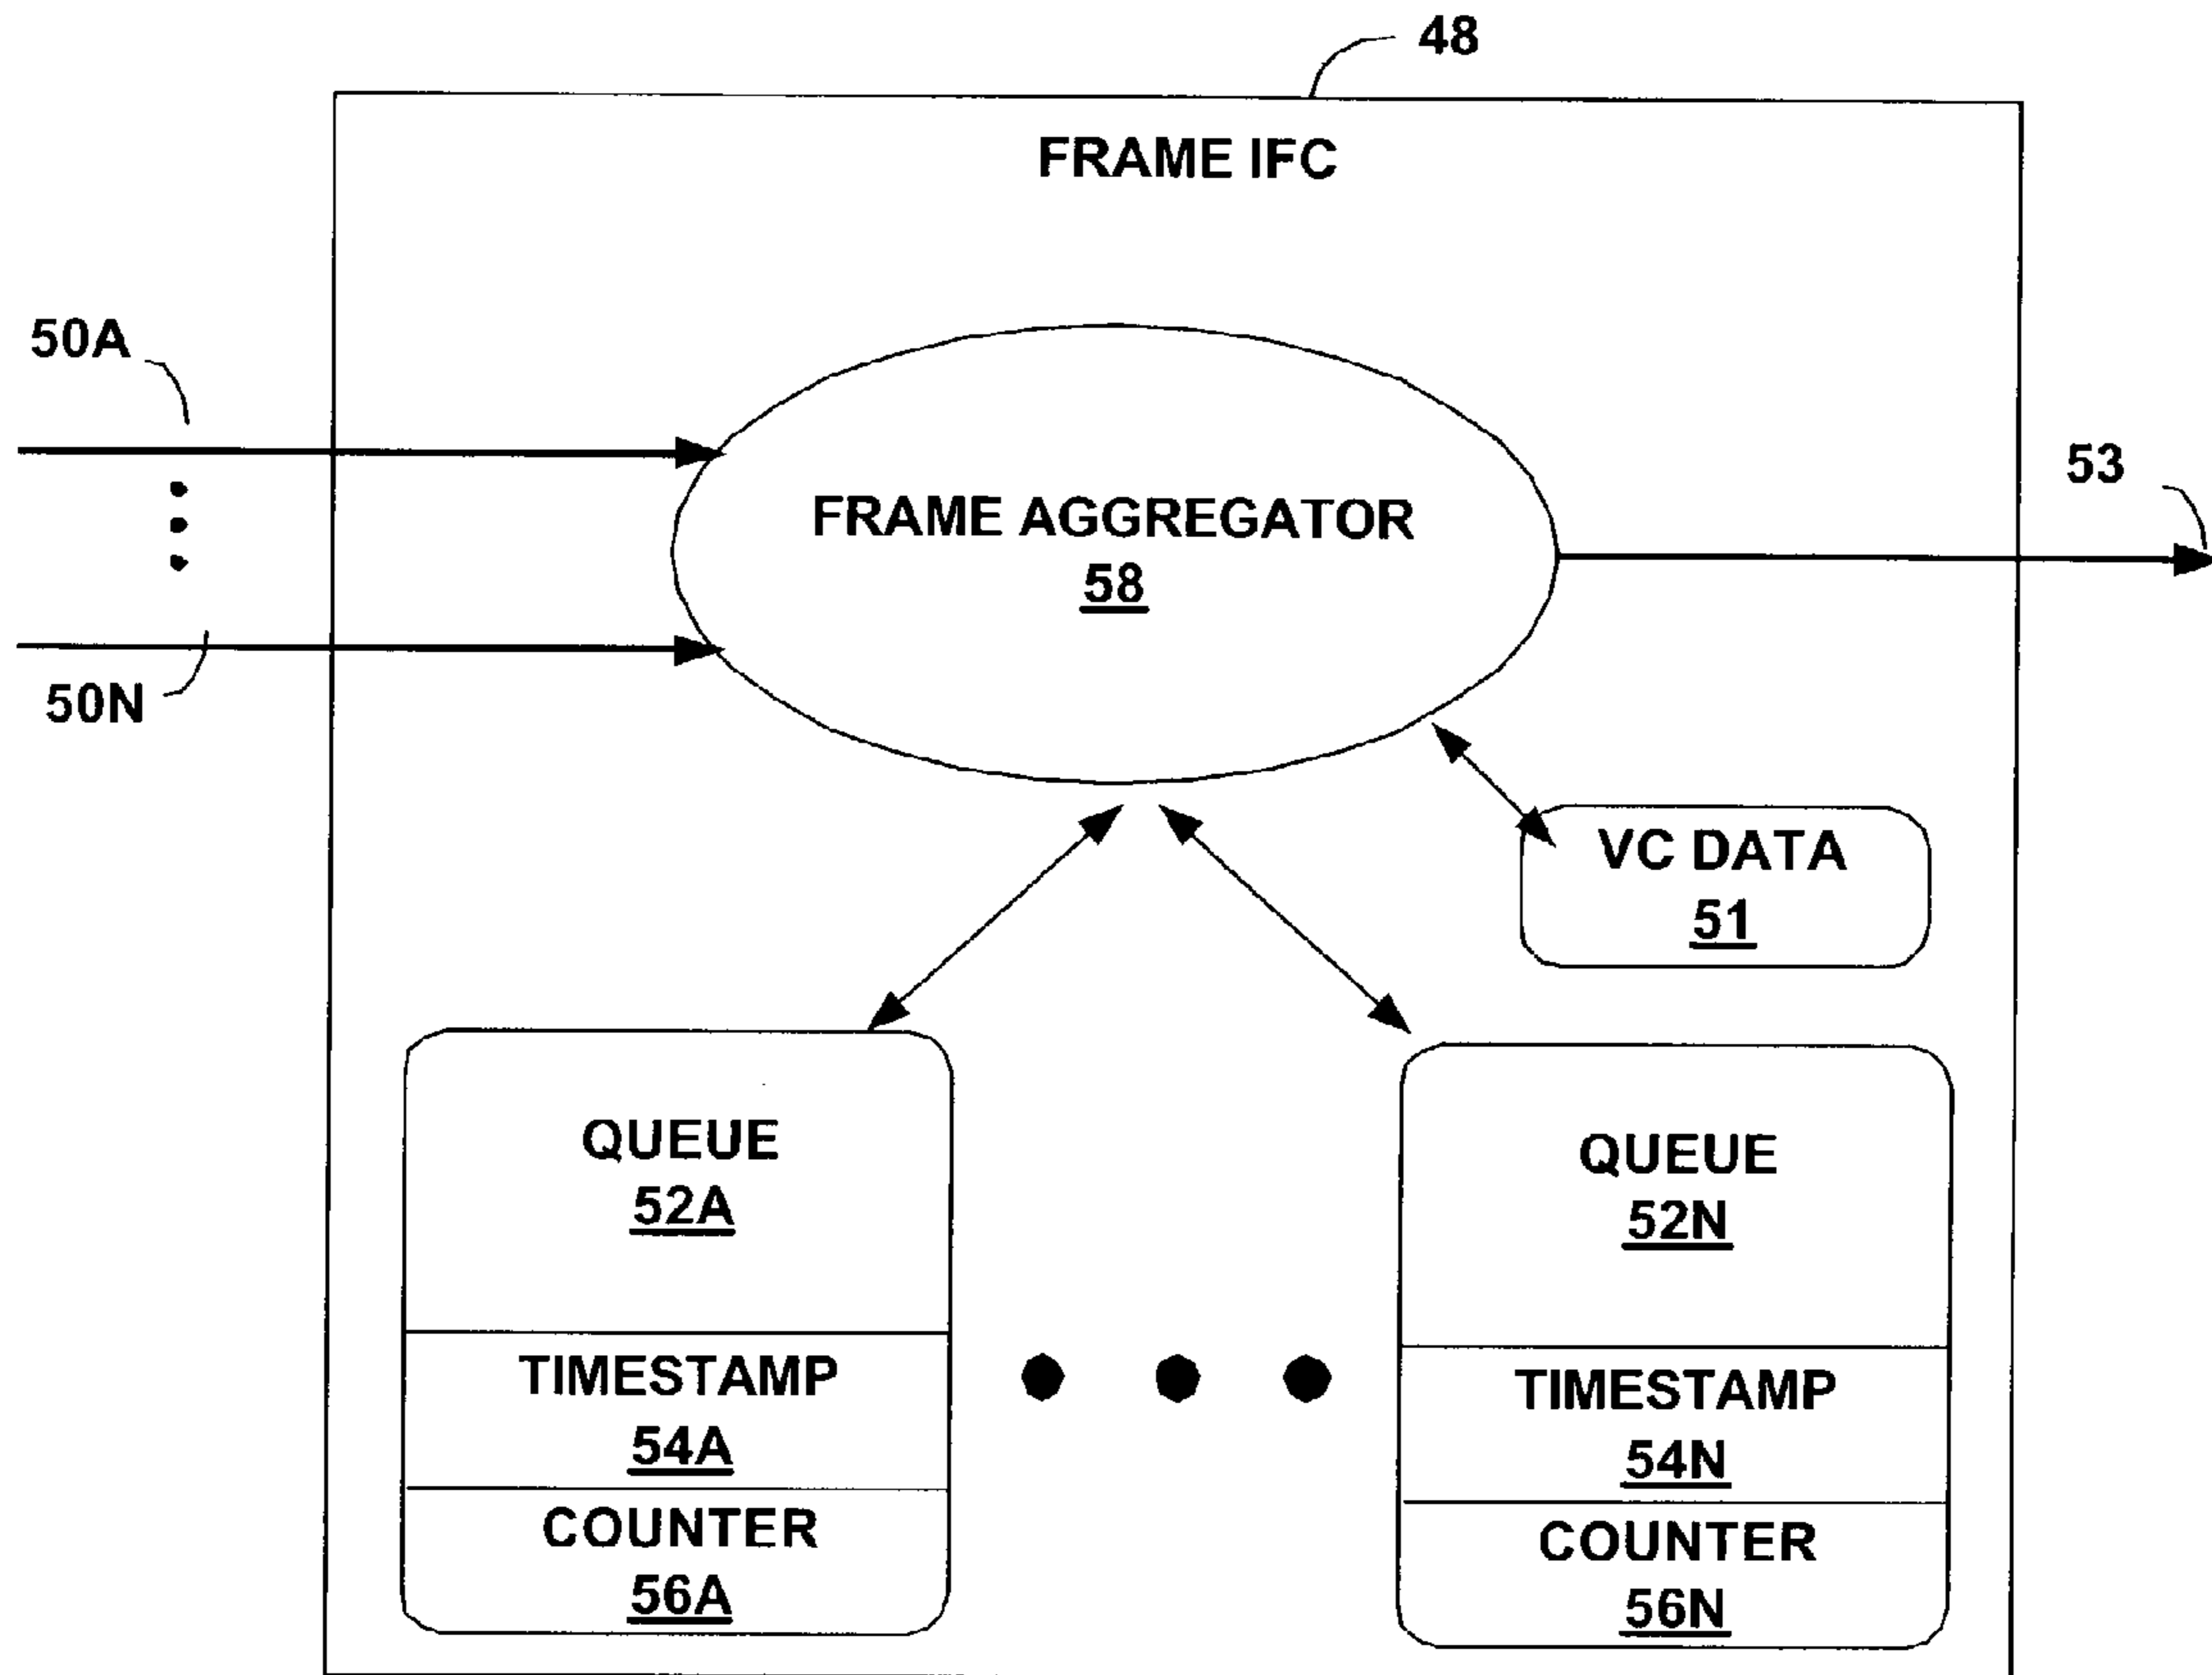 48
FRAME IFC
50A
50N
53
FRAME AGGREGATOR
58
VC DATA
51
QUEUE
52A
TIMESTAMP
54A
COUNTER
56A
QUEUE
52N
TIMESTAMP
54N
COUNTER
56N